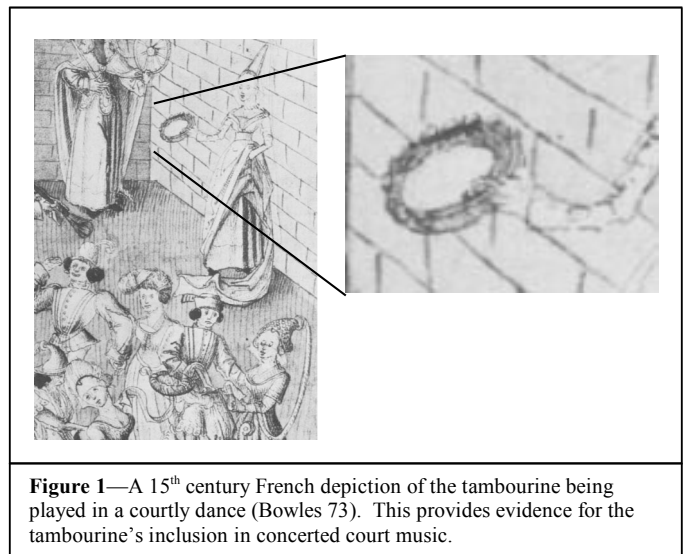 Figure 1—A 15th century French depiction of the tambourine being
played in a courtly dance (Bowles 73).  This provides evidence for the
tambourine's inclusion in concerted court music.